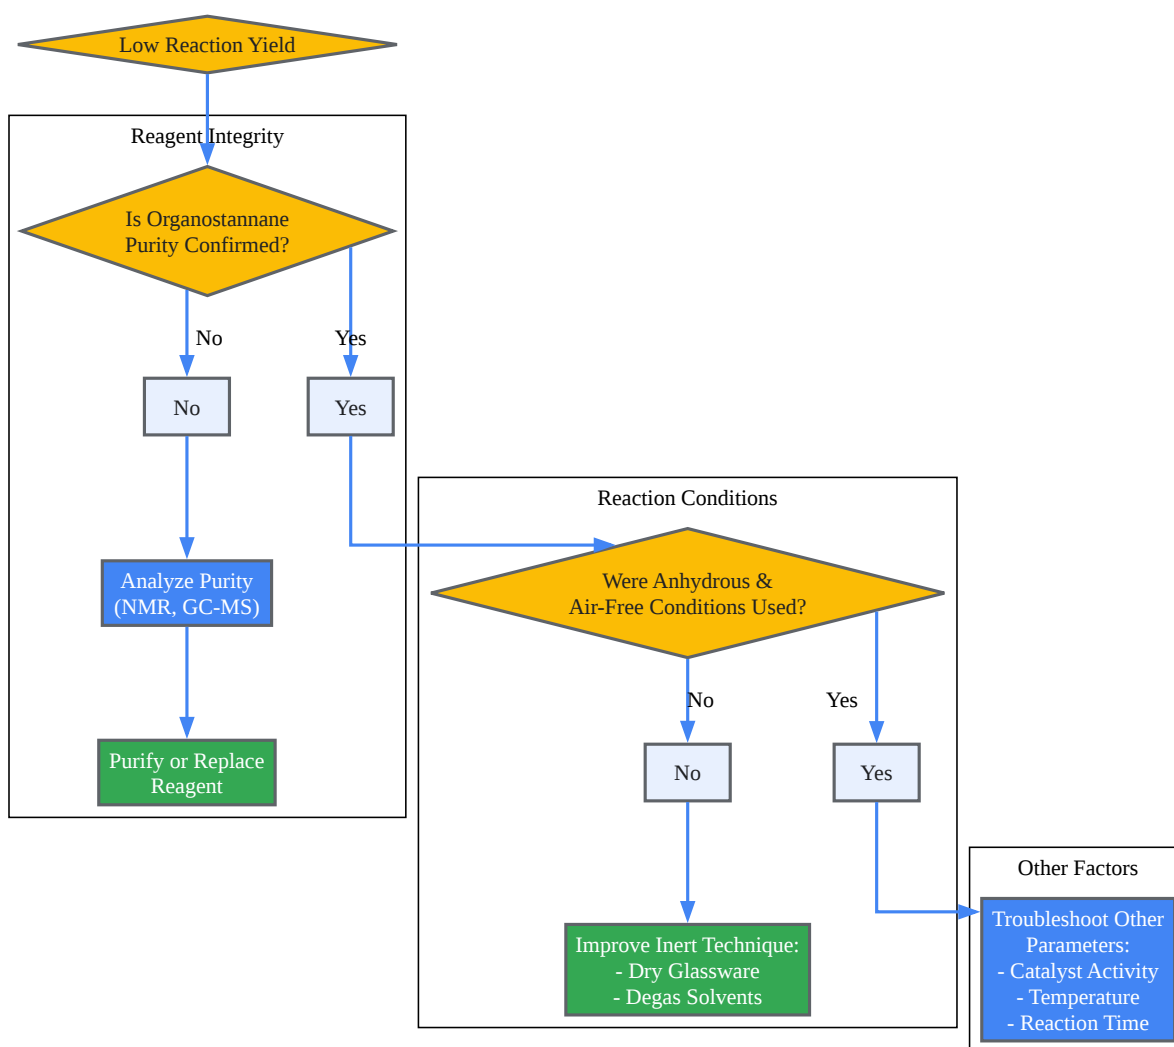 Low Reaction Yield
Reagent Integrity
Is Organostannane
Purity Confirmed?
No
Yes
No
Yes
Analyze Purity
(NMR, GC-MS)
Purify or Replace
Reagent
Reaction Conditions
Were Anhydrous &
Air-Free Conditions Used?
No
Yes
No
Yes
Improve Inert Technique:
- Dry Glassware
- Degas Solvents
Other Factors
Troubleshoot Other
Parameters:
- Catalyst Activity
- Temperature
- Reaction Time